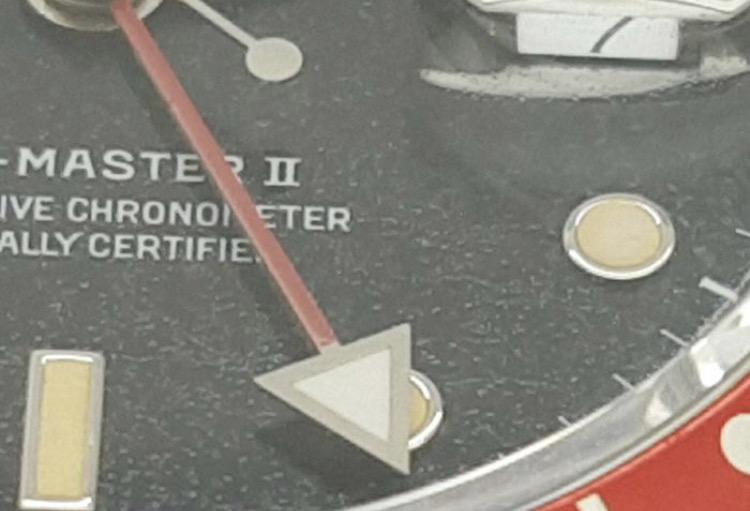 -MASTER II
IVE CHRONOMETER
ALLY CERTIFIE